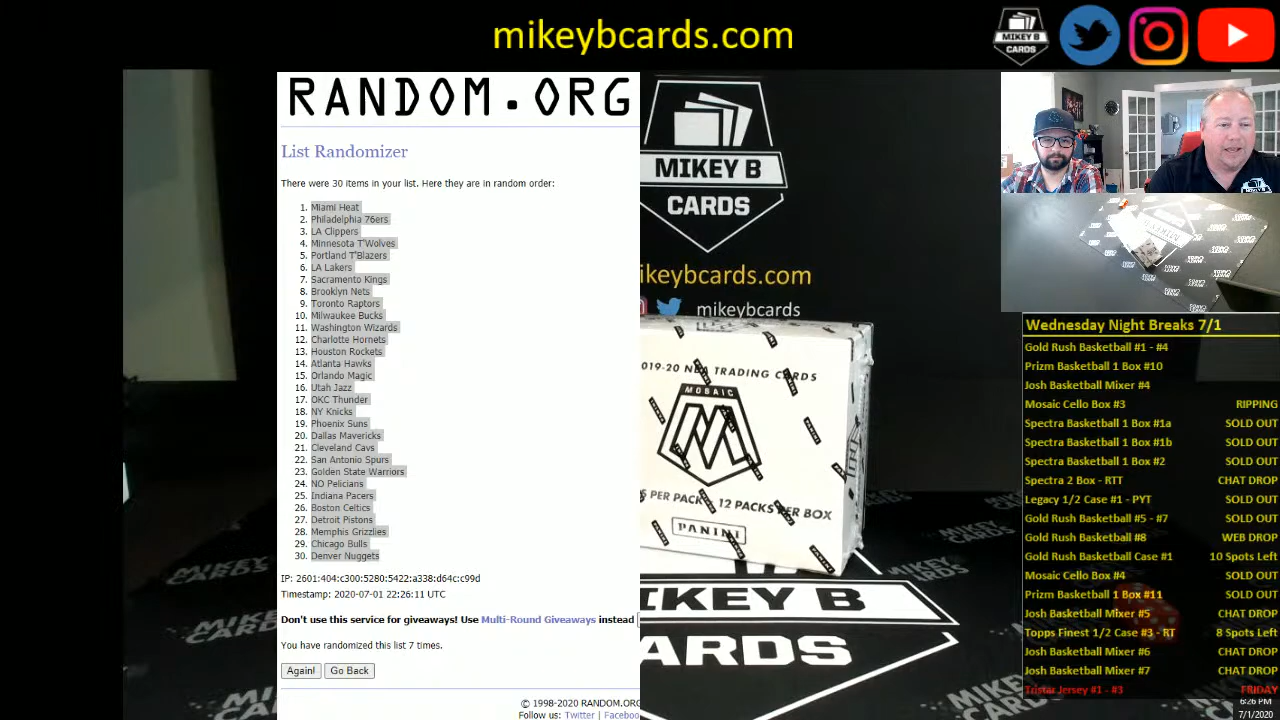 mikeybcards.com
MIKEY B
CARDS
RANDOM.ORG
List Randomizer
There were 30 items in your list. Here they are in random order:
1. Miami Heat
2. Philadelphia 76ers
3. LA Clippers
4. Minnesota T'Wolves
5. Portland T'Blazers
6. LA Lakers
7. Sacramento Kings
8. Brooklyn Nets
9. Toronto Raptors
10. Milwaukee Bucks
11. Washington Wizards
12. Charlotte Hornets
13. Houston Rockets
14. Atlanta Hawks
15. Orlando Magic
16. Utah Jazz
17. OKC Thunder
18. NY Knicks
19. Phoenix Suns
20. Dallas Mavericks
21. Cleveland Cavs
22. San Antonio Spurs
23. Golden State Warriors
24. NO Pelicians
25. Indiana Pacers
26. Boston Celtics
27. Detroit Pistons
28. Memphis Grizzlies
29. Chicago Bulls
30. Denver Nuggets
IP: 2601:404:c300:5280:5422:a338:d64c:c99d
Timestamp: 2020-07-01 22:26:11 UTC
Don't use this service for giveaways! Use Multi-Round Giveaways instead
You have randomized this list 7 times.
Again! Go Back
© 1998-2020 RANDOM.ORG
Follow us: Twitter | Faceboo
MIKEY B
CARDS
ikeybcards.com
mikeybcards
019-20 NBA TRADING CARDS
MOSAIC
S PER PACK 12 PACKS PER BOX
PANINI
IKEY B
CARDS
Wednesday Night Breaks 7/1
Gold Rush Basketball #1 - #4
Prizm Basketball 1 Box #10
Josh Basketball Mixer #4
Mosaic Cello Box #3 RIPPING
Spectra Basketball 1 Box #1a SOLD OUT
Spectra Basketball 1 Box #1b SOLD OUT
Spectra Basketball 1 Box #2 SOLD OUT
Spectra 2 Box - RTT CHAT DROP
Legacy 1/2 Case #1 - PYT SOLD OUT
Gold Rush Basketball #5 - #7 SOLD OUT
Gold Rush Basketball #8 WEB DROP
Gold Rush Basketball Case #1 10 Spots Left
Mosaic Cello Box #4 SOLD OUT
Prizm Basketball 1 Box #11 SOLD OUT
Josh Basketball Mixer #5 CHAT DROP
Topps Finest 1/2 Case #3 - RT 8 Spots Left
Josh Basketball Mixer #6 CHAT DROP
Josh Basketball Mixer #7 CHAT DROP
Tristar Jersey #1 - #3 FRIDAY
6:26 PM
7/1/2020